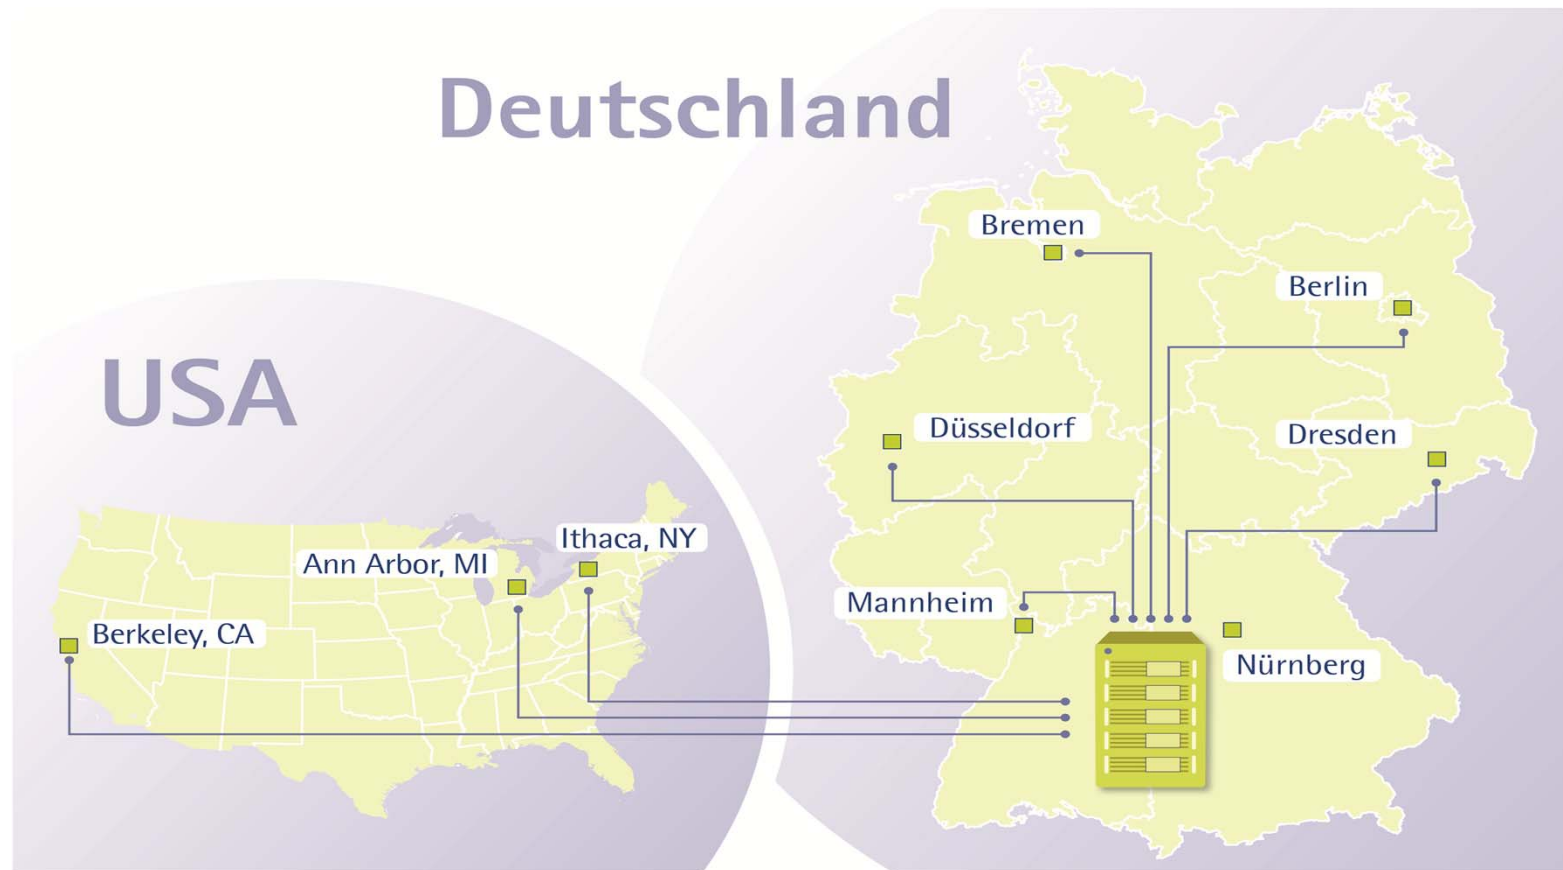 Deutschland
Bremen
Berlin
USA
Düsseldorf
Dresden
Ithaca, NY
Ann Arbor, MI
Mannheim
Berkeley, CA
Nürnberg